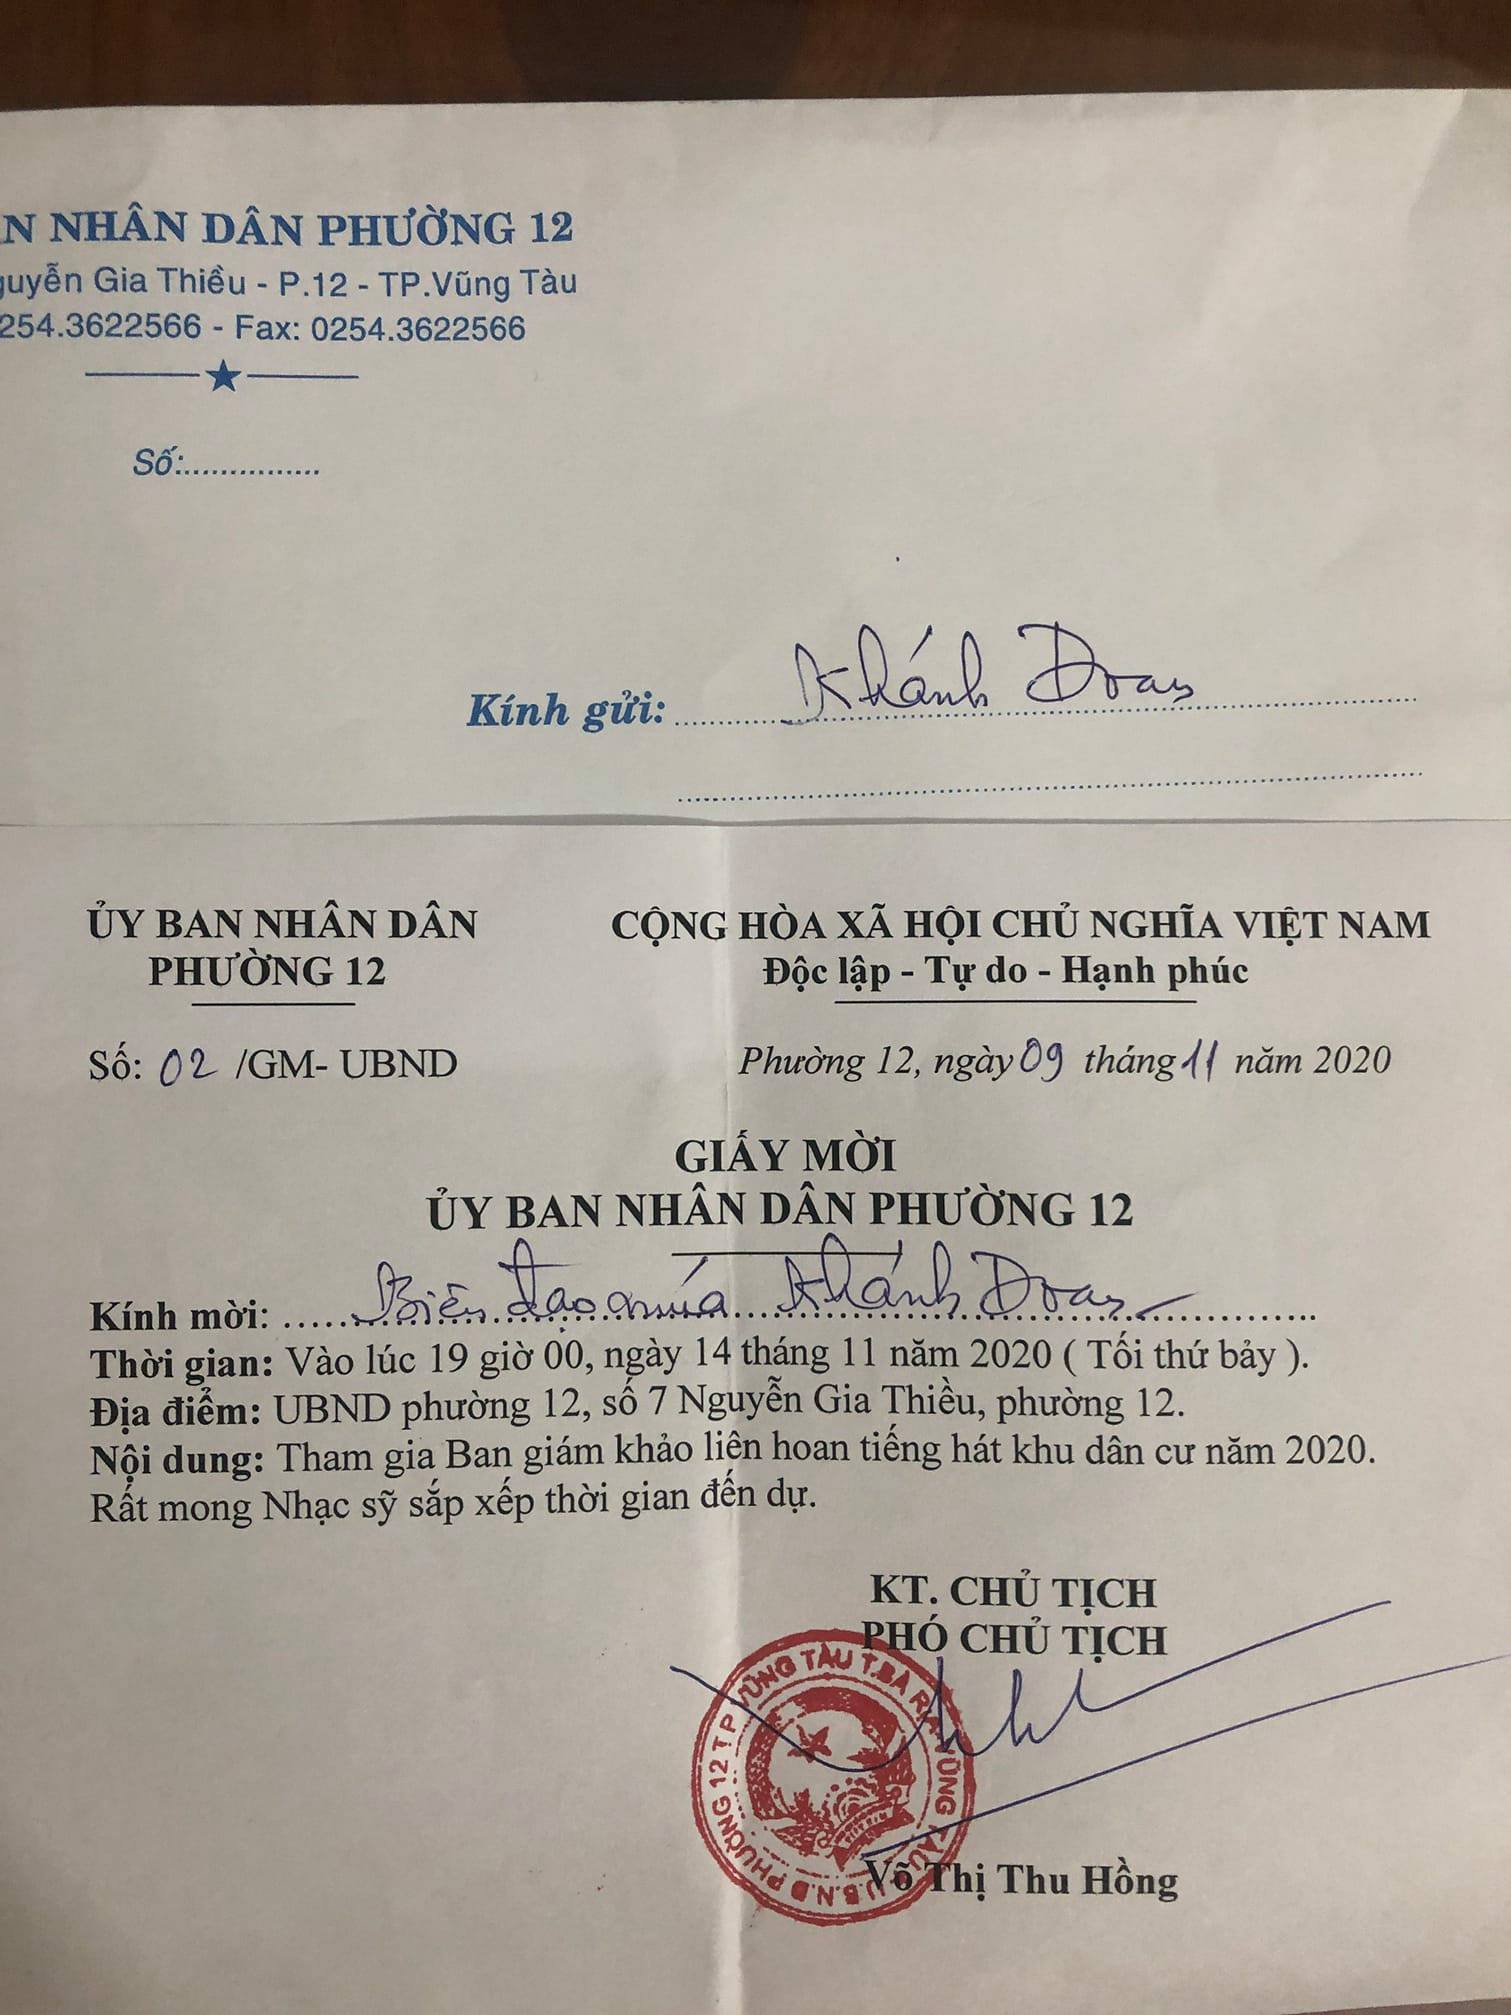 N NHÂN DÂN PHƯỜNG 12
guyễn Gia Thiều - P.12 - TP.Vũng Tàu
254.3622566 - Fax: 0254.3622566
Số:................
Kính gửi: Khánh Doan
ỦY BAN NHÂN DÂN
PHƯỜNG 12
CỘNG HÒA XÃ HỘI CHỦ NGHĨA VIỆT NAM
Độc lập - Tự do - Hạnh phúc
Số: 02 /GM- UBND
Phường 12, ngày 09 tháng 11 năm 2020
GIẤY MỜI
ỦY BAN NHÂN DÂN PHƯỜNG 12
Kính mời: Biên đạo múa Khánh Doan
Thời gian: Vào lúc 19 giờ 00, ngày 14 tháng 11 năm 2020 ( Tối thứ bảy ).
Địa điểm: UBND phường 12, số 7 Nguyễn Gia Thiều, phường 12.
Nội dung: Tham gia Ban giám khảo liên hoan tiếng hát khu dân cư năm 2020.
Rất mong Nhạc sỹ sắp xếp thời gian đến dự.
KT. CHỦ TỊCH
PHÓ CHỦ TỊCH
U.B.N.D PHƯỜNG 12 TP VŨNG TÀU T.BÀ RỊA VŨNG TÀU
Võ Thị Thu Hồng